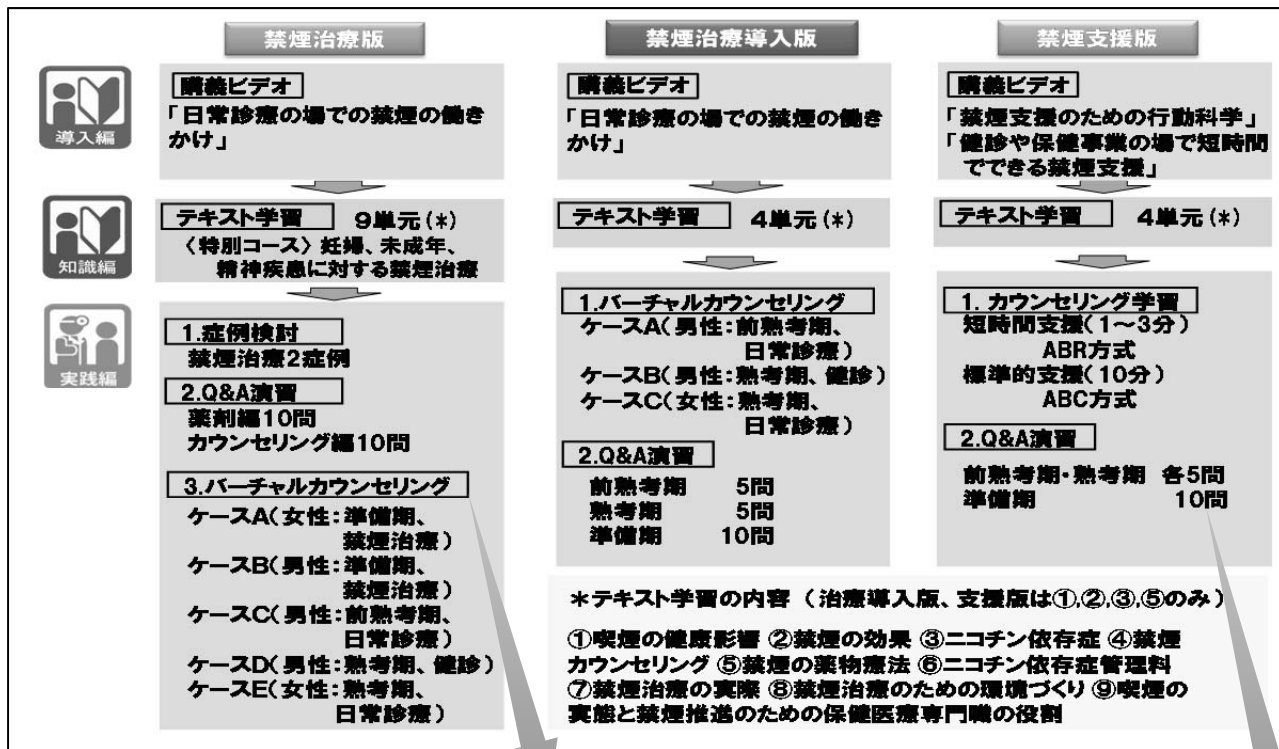 禁煙治療版
禁煙治療導入版
禁煙支援版
導入編
講義ビデオ
「日常診療の場での禁煙の働き
かけ」
講義ビデオ
「日常診療の場での禁煙の働き
かけ」
講義ビデオ
「禁煙支援のための行動科学」
「健診や保健事業の場で短時間
でできる禁煙支援」
知識編
テキスト学習 9単元(*)
〈特別コース〉妊婦、未成年、
精神疾患に対する禁煙治療
テキスト学習 4単元(*)
テキスト学習 4単元(*)
実践編
1.症例検討
禁煙治療2症例
2.Q&A演習
薬剤編10問
カウンセリング編10問
3.バーチャルカウンセリング
ケースA(女性:準備期、
禁煙治療)
ケースB(男性:準備期、
禁煙治療)
ケースC(男性:前熟考期、
日常診療)
ケースD(男性:熟考期、健診)
ケースE(女性:熟考期、
日常診療)
1.バーチャルカウンセリング
ケースA(男性:前熟考期、
日常診療)
ケースB(男性:熟考期、健診)
ケースC(女性:熟考期、
日常診療)
2.Q&A演習
前熟考期 5問
熟考期 5問
準備期 10問
1. カウンセリング学習
短時間支援(1~3分)
ABR方式
標準的支援(10分)
ABC方式
2.Q&A演習
前熟考期・熟考期 各5問
準備期 10問
*テキスト学習の内容 (治療導入版、支援版は①,②,③,⑤のみ)
①喫煙の健康影響 ②禁煙の効果 ③ニコチン依存症 ④禁煙
カウンセリング ⑤禁煙の薬物療法 ⑥ニコチン依存症管理料
⑦禁煙治療の実際 ⑧禁煙治療のための環境づくり ⑨喫煙の
実態と禁煙推進のための保健医療専門職の役割